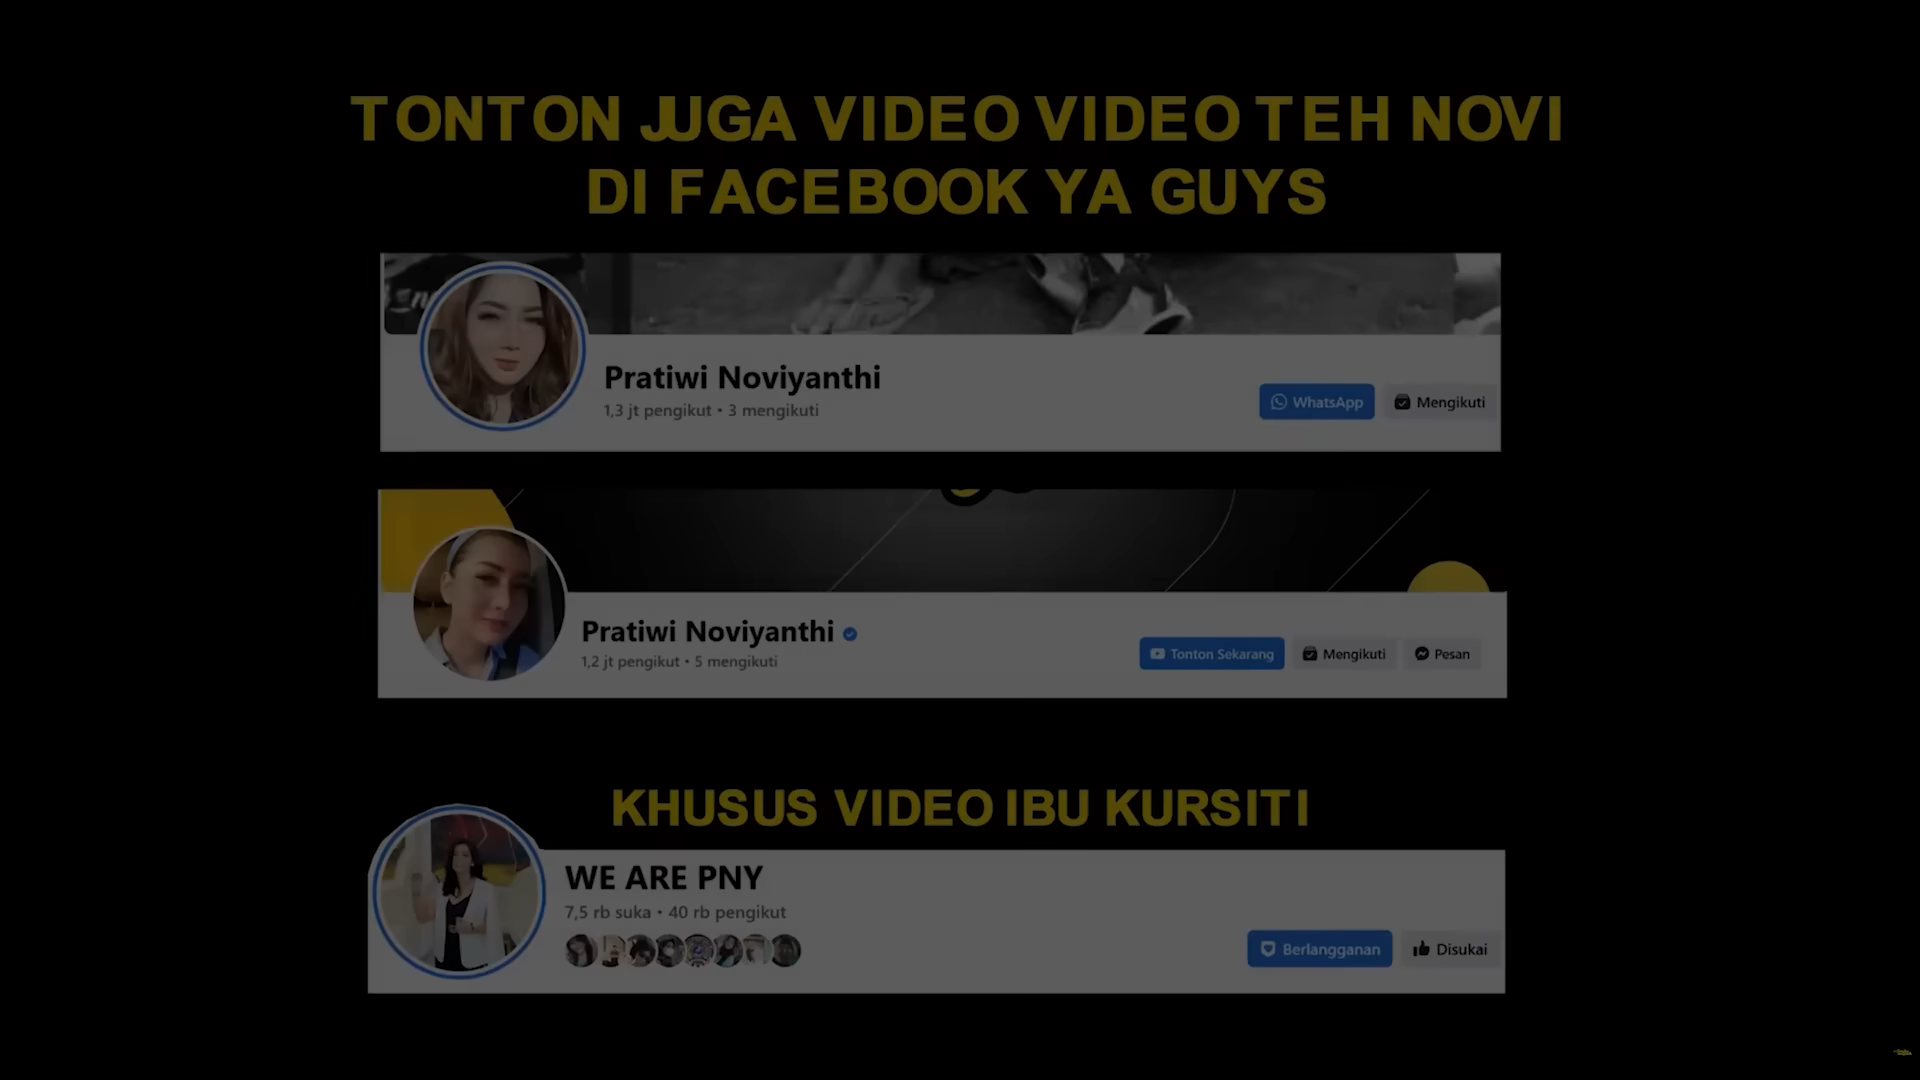 TONTON JUGA VIDEO VIDEO TEH NOVI
DI FACEBOOK YA GUYS
Pratiwi Noviyanthi
1,3 jt pengikut • 3 mengikuti
WhatsApp
Mengikuti
Pratiwi Noviyanthi
1,2 jt pengikut • 5 mengikuti
Tonton Sekarang
Mengikuti
Pesan
KHUSUS VIDEO IBU KURSITI
WE ARE PNY
7,5 rb suka • 40 rb pengikut
Berlangganan
Disukai